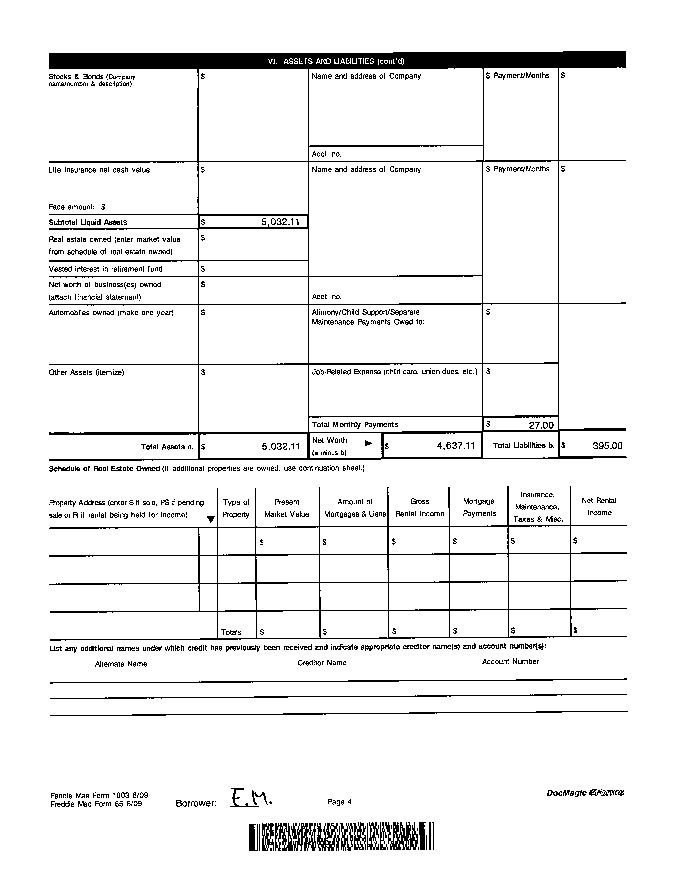 VI. ASSETS AND LIABILITIES (cont'd)
Stocks & Bonds (Company
name/number & description)
$
Name and address of Company
$ Payment/Months
$
Acct. no.
Life insurance net cash value
$
Name and address of Company
$ Payment/Months
$
Face amount: $
Subtotal Liquid Assets
$ 5,032.11
Real estate owned (enter market value
from schedule of real estate owned)
$
Vested interest in retirement fund
$
Net worth of business(es) owned
(attach financial statement)
$
Acct. no.
Automobiles owned (make and year)
$
Alimony/Child Support/Separate
Maintenance Payments Owed to:
$
Other Assets (itemize)
$
Job-Related Expense (child care, union dues, etc.)
$
Total Monthly Payments
$ 27.00
Total Assets a.
$ 5,032.11
Net Worth
(a minus b)
$ 4,637.11
Total Liabilities b.
$ 395.00
Schedule of Real Estate Owned (If additional properties are owned, use continuation sheet.)
Property Address (enter S if sold, PS if pending
sale or R if rental being held for income)
Type of
Property
Present
Market Value
Amount of
Mortgages & Liens
Gross
Rental Income
Mortgage
Payments
Insurance,
Maintenance,
Taxes & Misc.
Net Rental
Income
$ $ $ $ $ $
Totals $ $ $ $ $ $
List any additional names under which credit has previously been received and indicate appropriate creditor name(s) and account number(s):
Alternate Name Creditor Name Account Number
Fannie Mae Form 1003 6/09
Freddie Mac Form 65 6/09
Borrower: E.M.
Page 4
DocMagic